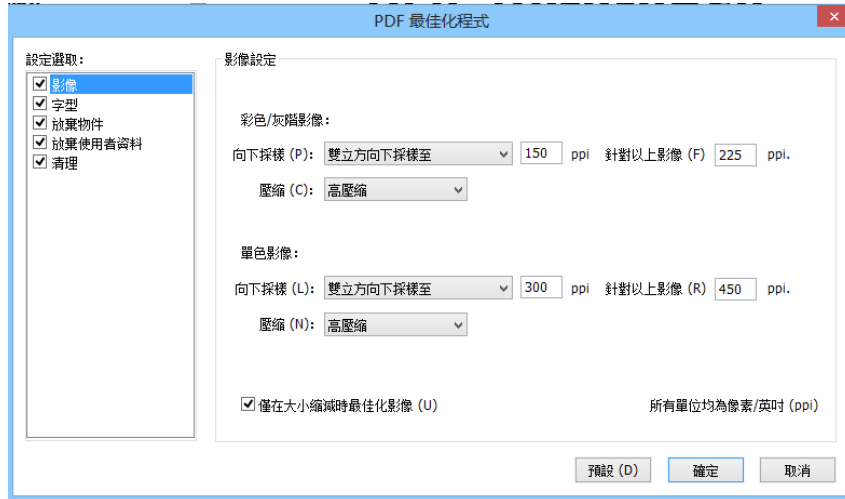 PDF 最佳化程式
設定選取:
影像
字型
放棄物件
放棄使用者資料
清理
影像設定
彩色/灰階影像:
向下採樣 (P): 雙立方向下採樣至 150 ppi 針對以上影像 (F) 225 ppi.
壓縮 (C): 高壓縮
單色影像:
向下採樣 (L): 雙立方向下採樣至 300 ppi 針對以上影像 (R) 450 ppi.
壓縮 (N): 高壓縮
僅在大小縮減時最佳化影像 (U) 所有單位均為像素/英吋 (ppi)
預設 (D) 確定 取消